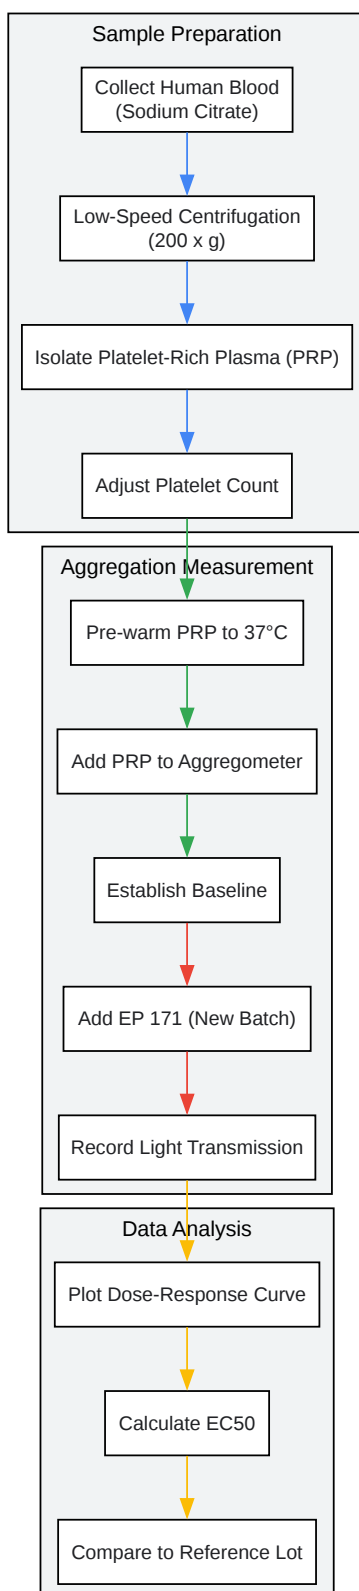 Sample Preparation
Collect Human Blood
(Sodium Citrate)
Low-Speed Centrifugation
(200 x g)
Isolate Platelet-Rich Plasma (PRP)
Adjust Platelet Count
Aggregation Measurement
Pre-warm PRP to 37°C
Add PRP to Aggregometer
Establish Baseline
Add EP 171 (New Batch)
Record Light Transmission
Data Analysis
Plot Dose-Response Curve
Calculate EC50
Compare to Reference Lot